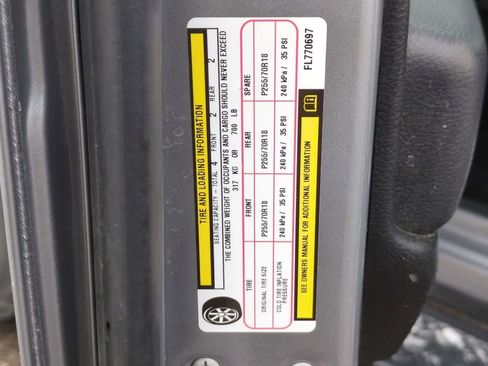 TIRE AND LOADING INFORMATION
SEATING CAPACITY - TOTAL 4 FRONT 2 REAR 2
THE COMBINED WEIGHT OF OCCUPANTS AND CARGO SHOULD NEVER EXCEED
317 KG OR 700 LB
TIRE FRONT REAR SPARE
ORIGINAL TIRE SIZE P255/70R18 P255/70R18 P255/70R18
COLD TIRE INFLATION PRESSURE 240 kPa / 35 PSI 240 kPa / 35 PSI 240 kPa / 35 PSI
SEE OWNERS MANUAL FOR ADDITIONAL INFORMATION
FL770697